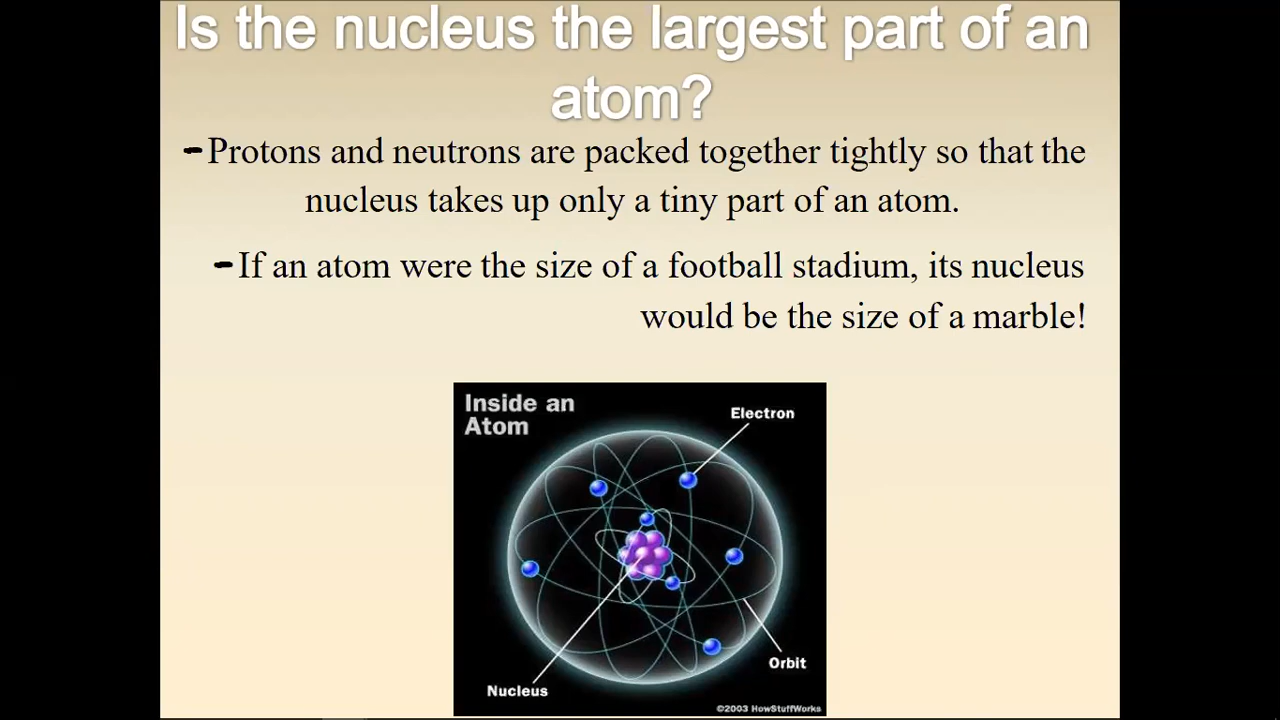 Is the nucleus the largest part of an
atom?
-Protons and neutrons are packed together tightly so that the
nucleus takes up only a tiny part of an atom.
-If an atom were the size of a football stadium, its nucleus
would be the size of a marble!
Inside an
Atom
Electron
Orbit
Nucleus
©2003 HowStuffWorks